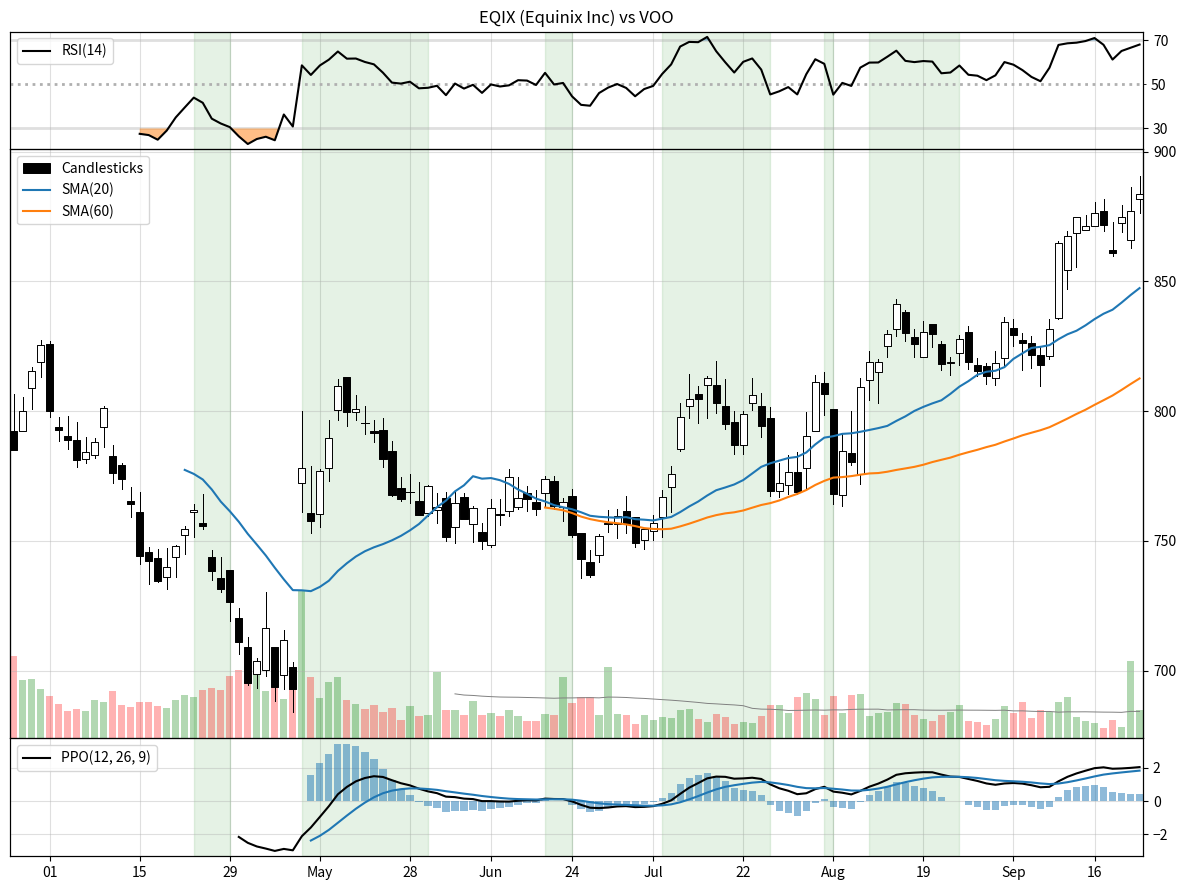 EQIX (Equinix Inc) vs VOO
RSI(14)
70
50
30
Candlesticks
SMA(20)
SMA(60)
900
850
800
750
700
PPO(12, 26, 9)
2
0
−2
01 15 29 May 28 Jun 24 Jul 22 Aug 19 Sep 16